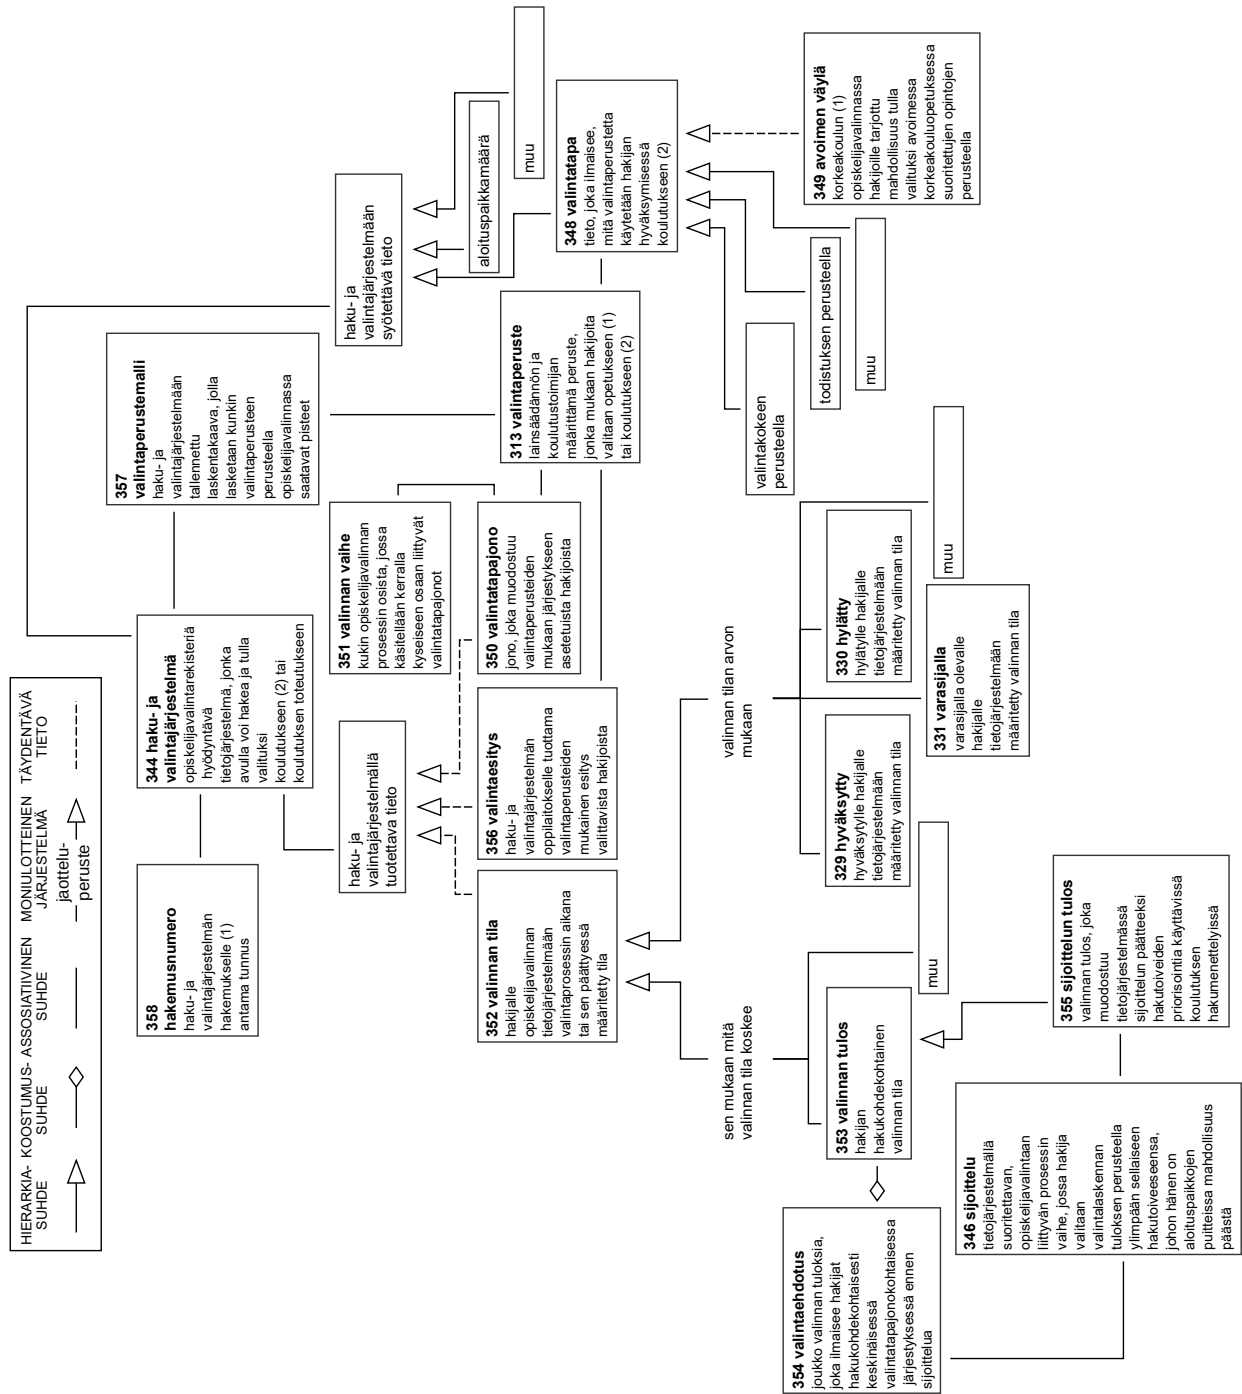 HIERARKIA-
SUHDE
KOOSTUMUS-
SUHDE
ASSOSIATIIVINEN
SUHDE
MONIULOTTEINEN
JÄRJESTELMÄ
jaottelu-
peruste
TÄYDENTÄVÄ
TIETO
358
hakemusnumero
haku- ja
valintajärjestelmän
hakemukselle (1)
antama tunnus
344 haku- ja
valintajärjestelmä
opiskelijavalintarekisteriä
hyödyntävä
tietojärjestelmä, jonka
avulla voi hakea ja tulla
valituksi
koulutukseen (2) tai
koulutuksen toteutukseen
357
valintaperustemalli
haku- ja
valintajärjestelmään
tallennettu
laskentakaava, jolla
lasketaan kunkin
valintaperusteen
perusteella
opiskelijavalinnassa
saatavat pisteet
haku- ja
valintajärjestelmällä
tuotettava tieto
351 valinnan vaihe
kukin opiskelijavalinnan
prosessin osista, jossa
käsitellään kerralla
kyseiseen osaan liittyvät
valintatapajonot
haku- ja
valintajärjestelmään
syötettävä tieto
aloituspaikkamäärä
muu
352 valinnan tila
hakijalle
opiskelijavalinnan
tietojärjestelmään
valintaprosessin aikana
tai sen päättyessä
määritetty tila
356 valintaesitys
haku- ja
valintajärjestelmän
oppilaitokselle tuottama
valintaperusteiden
mukainen esitys
valittavista hakijoista
350 valintatapajono
jono, joka muodostuu
valintaperusteiden
mukaan järjestykseen
asetetuista hakijoista
313 valintaperuste
lainsäädännön ja
koulutustoimijan
määrittämä peruste,
jonka mukaan hakijoita
valitaan opetukseen (1)
tai koulutukseen (2)
348 valintatapa
tieto, joka ilmaisee,
mitä valintaperustetta
käytetään hakijan
hyväksymisessä
koulutukseen (2)
sen mukaan mitä
valinnan tila koskee
valinnan tilan arvon
mukaan
valintakokeen
perusteella
todistuksen perusteella
muu
349 avoimen väylä
korkeakoulun (1)
opiskelijavalinnassa
hakijoille tarjottu
mahdollisuus tulla
valituksi avoimessa
korkeakouluopetuksessa
suoritettujen opintojen
perusteella
354 valintaehdotus
joukko valinnan tuloksia,
joka ilmaisee hakijat
hakukohdekohtaisesti
keskinäisessä
valintatapajonokohtaisessa
järjestyksessä ennen
sijoittelua
353 valinnan tulos
hakijan
hakukohdekohtainen
valinnan tila
muu
329 hyväksytty
hyväksytylle hakijalle
tietojärjestelmään
määritetty valinnan tila
331 varasijalla
varasijalla olevalle
hakijalle
tietojärjestelmään
määritetty valinnan tila
330 hylätty
hylätylle hakijalle
tietojärjestelmään
määritetty valinnan tila
muu
346 sijoittelu
tietojärjestelmällä
suoritettavan,
opiskelijavalintaan
liittyvän prosessin
vaihe, jossa hakija
valitaan
valintalaskennan
tuloksen perusteella
ylimpään sellaiseen
hakutoiveeseensa,
johon hänen on
aloituspaikkojen
puitteissa mahdollisuus
päästä
355 sijoittelun tulos
valinnan tulos, joka
muodostuu
tietojärjestelmässä
sijoittelun päätteeksi
hakutoiveiden
priorisointia käyttävissä
koulutuksen
hakumenettelyissä